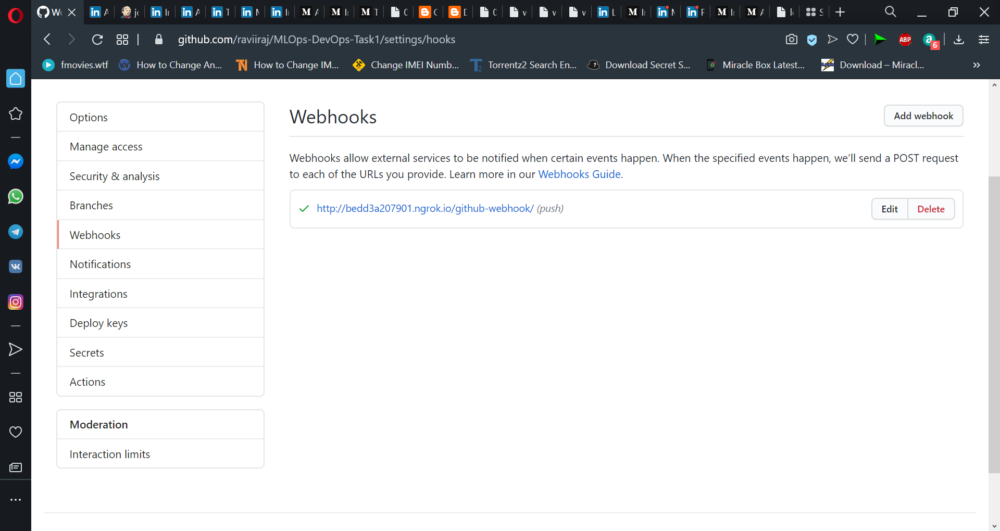 We
github.com/raviiraj/MLOps-DevOps-Task1/settings/hooks
ABP
6
fmovies.wtf
How to Change An...
How to Change IM...
Change IMEI Numb...
Torrentz2 Search En...
Download Secret S...
Miracle Box Latest...
Download – Miracl...
Options
Manage access
Security & analysis
Branches
Webhooks
Notifications
Integrations
Deploy keys
Secrets
Actions
Moderation
Interaction limits
Webhooks
Add webhook
Webhooks allow external services to be notified when certain events happen. When the specified events happen, we’ll send a POST request
to each of the URLs you provide. Learn more in our Webhooks Guide.
http://bedd3a207901.ngrok.io/github-webhook/ (push)
Edit
Delete